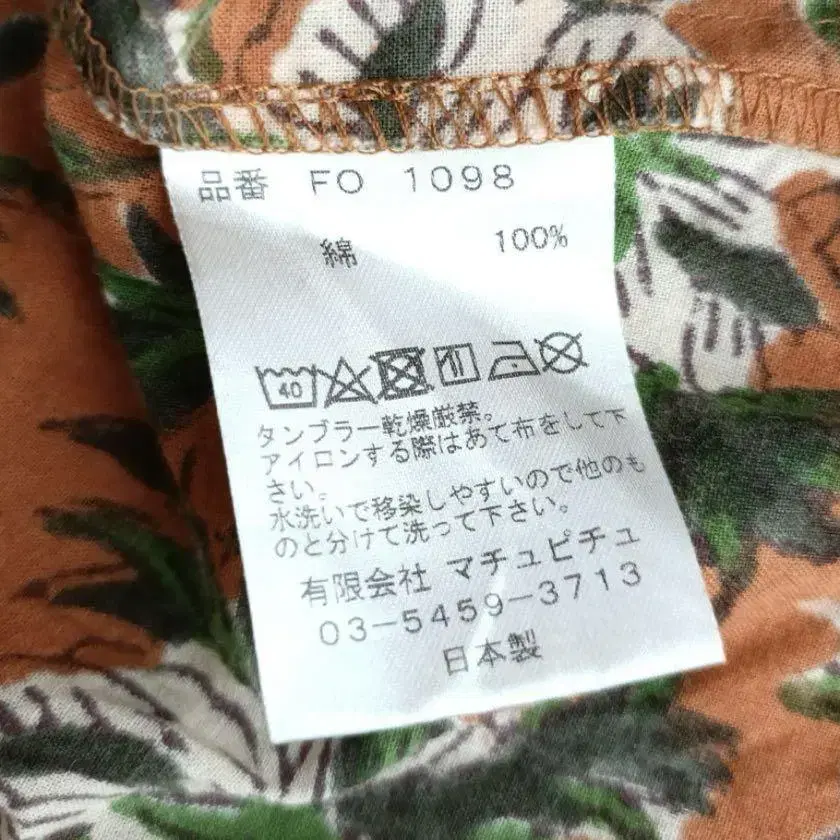 品番 FO 1098
綿 100%
40
タンブラー乾燥厳禁。
アイロンする際はあて布をして下
さい。
水洗いで移染しやすいので他のも
のと分けて洗って下さい。
有限会社 マチュピチュ
03-5459-3713
日本製